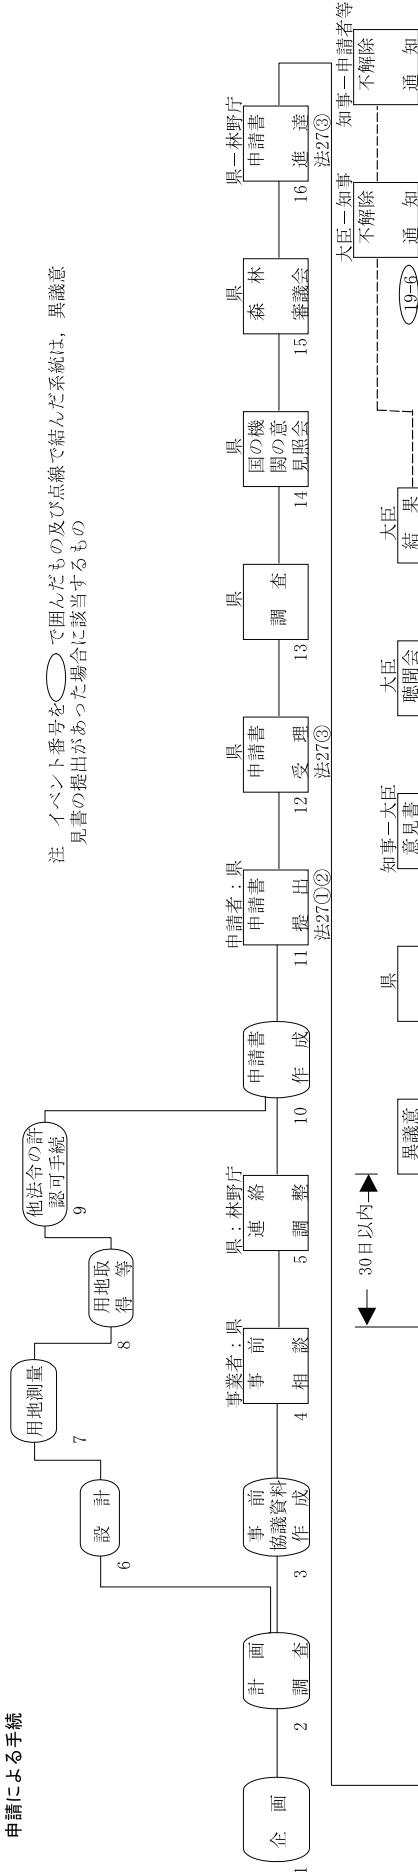 申請による手続
注　イベント番号を で囲んだもの及び点線で結んだ系統は，異議意
見書の提出があった場合に該当するもの
企　画
1
計　画
調　査
2
事　前
協議資料
作　成
3
事業者：県
事　前
相　談
4
県：林野庁
連　絡
調　整
5
設　計
6
用地測量
7
用地取
得　等
8
他法令の許
認可手続
9
申請書
作　成
10
申請者：県
申請書
提　出
11
法27①②
県
申請書
受　理
12
法27③
県
調　査
13
県
国の機
関の意
見照会
14
県
森　林
審議会
15
県－林野庁
申請書
進　達
16
法27③
30日以内
異議意
県
知事－大臣
意見書
大臣
聴聞会
大臣
結　果
大臣－知事
不解除
通　知
19-6
知事－申請者等
不解除
通　知